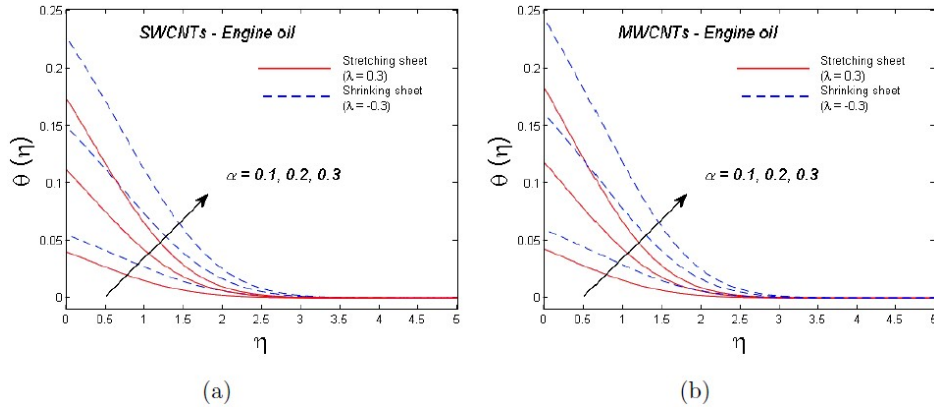 SWCNTs - Engine oil
Stretching sheet
(λ = 0.3)
Shrinking sheet
(λ = -0.3)
α = 0.1, 0.2, 0.3
θ (η)
0.25
0.2
0.15
0.1
0.05
0
0 0.5 1 1.5 2 2.5 3 3.5 4 4.5 5
η
(a)
MWCNTs - Engine oil
Stretching sheet
(λ = 0.3)
Shrinking sheet
(λ = -0.3)
α = 0.1, 0.2, 0.3
θ (η)
0.25
0.2
0.15
0.1
0.05
0
0 0.5 1 1.5 2 2.5 3 3.5 4 4.5 5
η
(b)